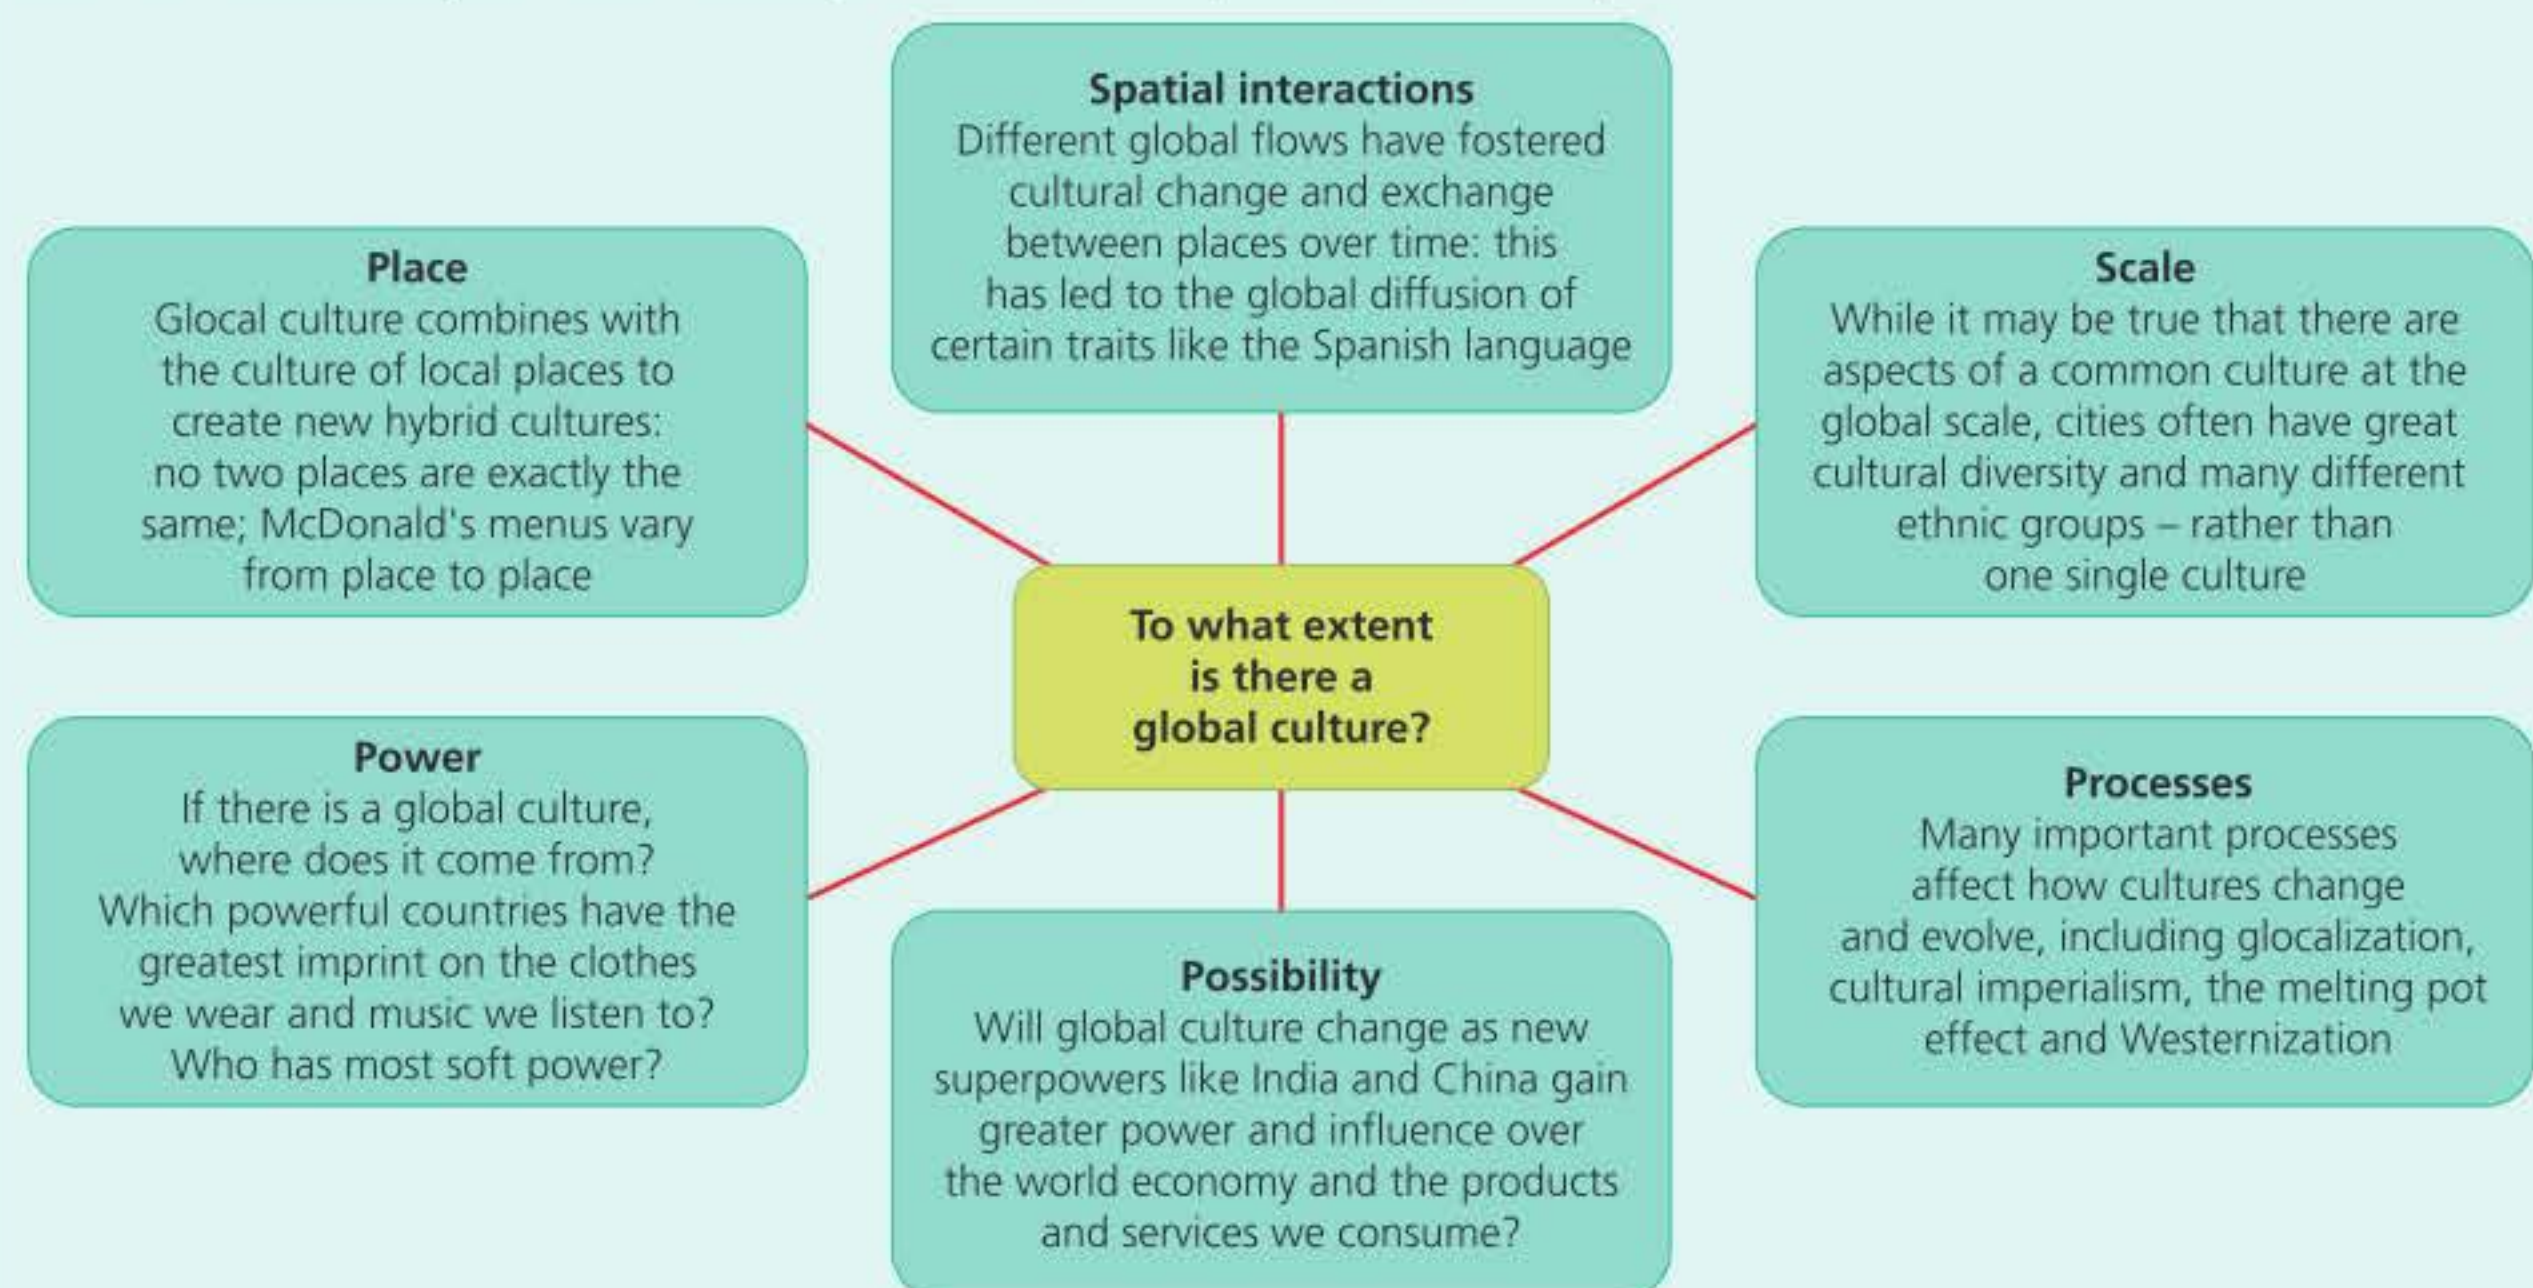 Spatial interactions
Different global flows have fostered
cultural change and exchange
between places over time: this
has led to the global diffusion of
certain traits like the Spanish language
Place
Glocal culture combines with
the culture of local places to
create new hybrid cultures:
no two places are exactly the
same; McDonald's menus vary
from place to place
Scale
While it may be true that there are
aspects of a common culture at the
global scale, cities often have great
cultural diversity and many different
ethnic groups – rather than
one single culture
To what extent
is there a
global culture?
Power
If there is a global culture,
where does it come from?
Which powerful countries have the
greatest imprint on the clothes
we wear and music we listen to?
Who has most soft power?
Possibility
Will global culture change as new
superpowers like India and China gain
greater power and influence over
the world economy and the products
and services we consume?
Processes
Many important processes
affect how cultures change
and evolve, including glocalization,
cultural imperialism, the melting pot
effect and Westernization